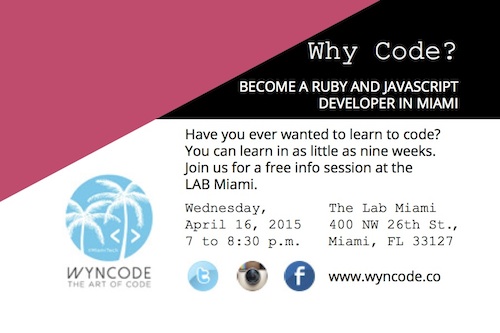 Why Code?
BECOME A RUBY AND JAVASCRIPT
DEVELOPER IN MIAMI
Have you ever wanted to learn to code?
You can learn in as little as nine weeks.
Join us for a free info session at the
LAB Miami.
Wednesday,
April 16, 2015
7 to 8:30 p.m.
The Lab Miami
400 NW 26th St.,
Miami, FL 33127
#MiamiTech
< >
WYNCODE
THE ART OF CODE
www.wyncode.co